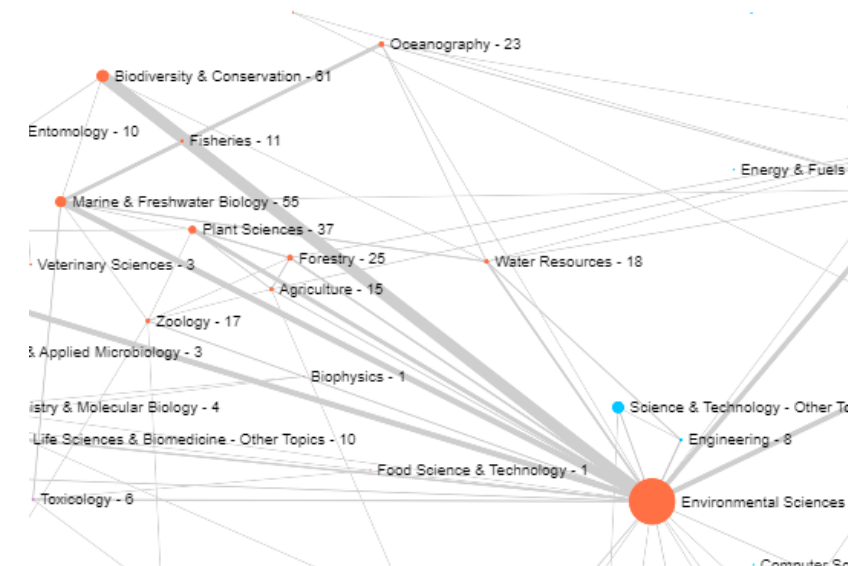 Oceanography - 23
Biodiversity & Conservation - 61
Entomology - 10
Fisheries - 11
Energy & Fuels
Marine & Freshwater Biology - 55
Plant Sciences - 37
Forestry - 25
Water Resources - 18
Veterinary Sciences - 3
Agriculture - 15
Zoology - 17
& Applied Microbiology - 3
Biophysics - 1
istry & Molecular Biology - 4
Science & Technology - Other To
Life Sciences & Biomedicine - Other Topics - 10
Engineering - 8
Food Science & Technology - 1
Toxicology - 6
Environmental Sciences
Computer Sc